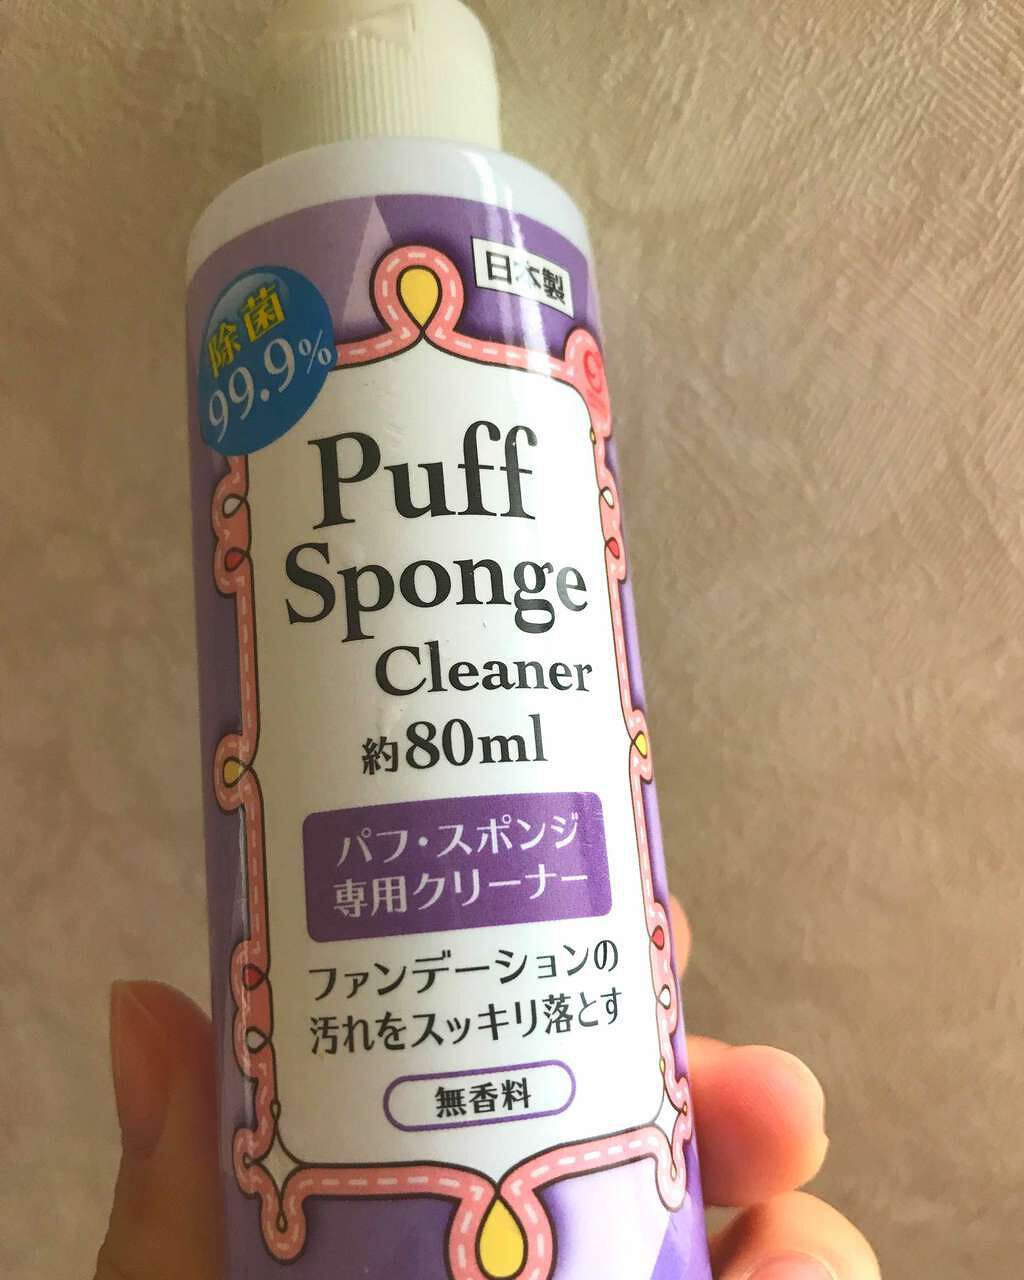 日本製
除菌
99.9%
Puff
Sponge
Cleaner
約80ml
パフ・スポンジ
専用クリーナー
ファンデーションの
汚れをスッキリ落とす
無香料